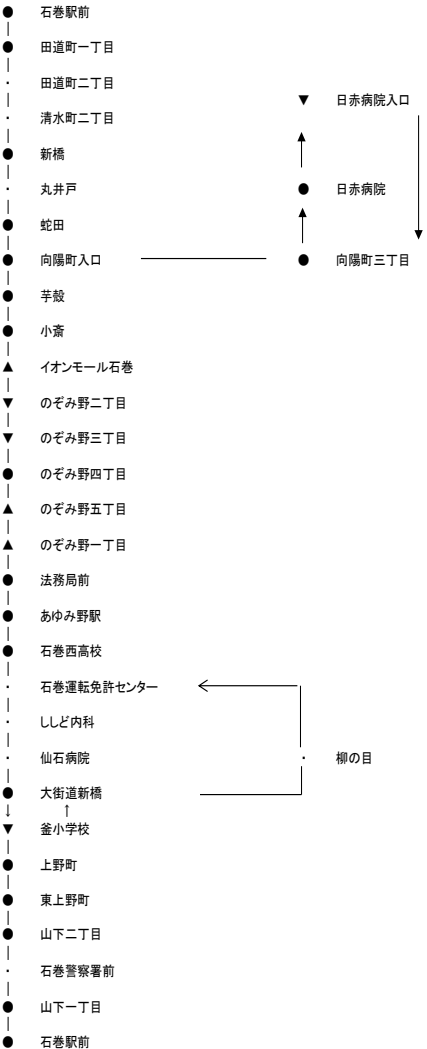 石巻駅前
田道町一丁目
田道町二丁目
清水町二丁目
新橋
丸井戸
蛇田
向陽町入口
芋殻
小斎
イオンモール石巻
のぞみ野二丁目
のぞみ野三丁目
のぞみ野四丁目
のぞみ野五丁目
のぞみ野一丁目
法務局前
あゆみ野駅
石巻西高校
石巻運転免許センター
ししど内科
仙石病院
大街道新橋
釜小学校
上野町
東上野町
山下二丁目
石巻警察署前
山下一丁目
石巻駅前
日赤病院入口
日赤病院
向陽町三丁目
柳の目